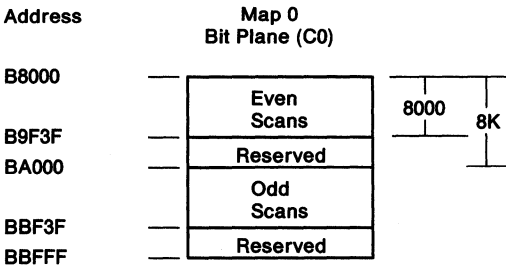 Address Map 0
Bit Plane (C0)
B8000
Even
Scans
8000
8K
B9F3F
Reserved
BA000
Odd
Scans
BBF3F
Reserved
BBFFF